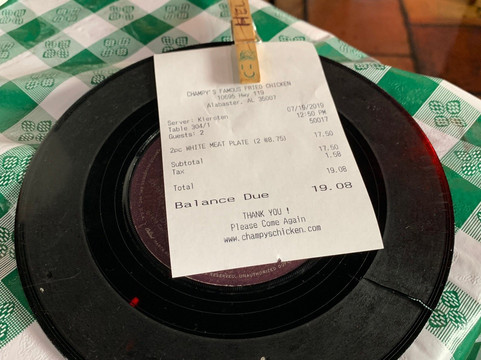 CHAMPY'S FAMOUS FRIED CHICKEN
10695 Hwy 119
Alabaster, AL 35007
Server: Kiersten 07/18/2019
Table 304/1 12:50 PM
Guests: 2 50017
2pc WHITE MEAT PLATE (2 @8.75) 17.50
Subtotal 17.50
Tax 1.58
Total 19.08
Balance Due 19.08
THANK YOU !
Please Come Again
www.champyschicken.com